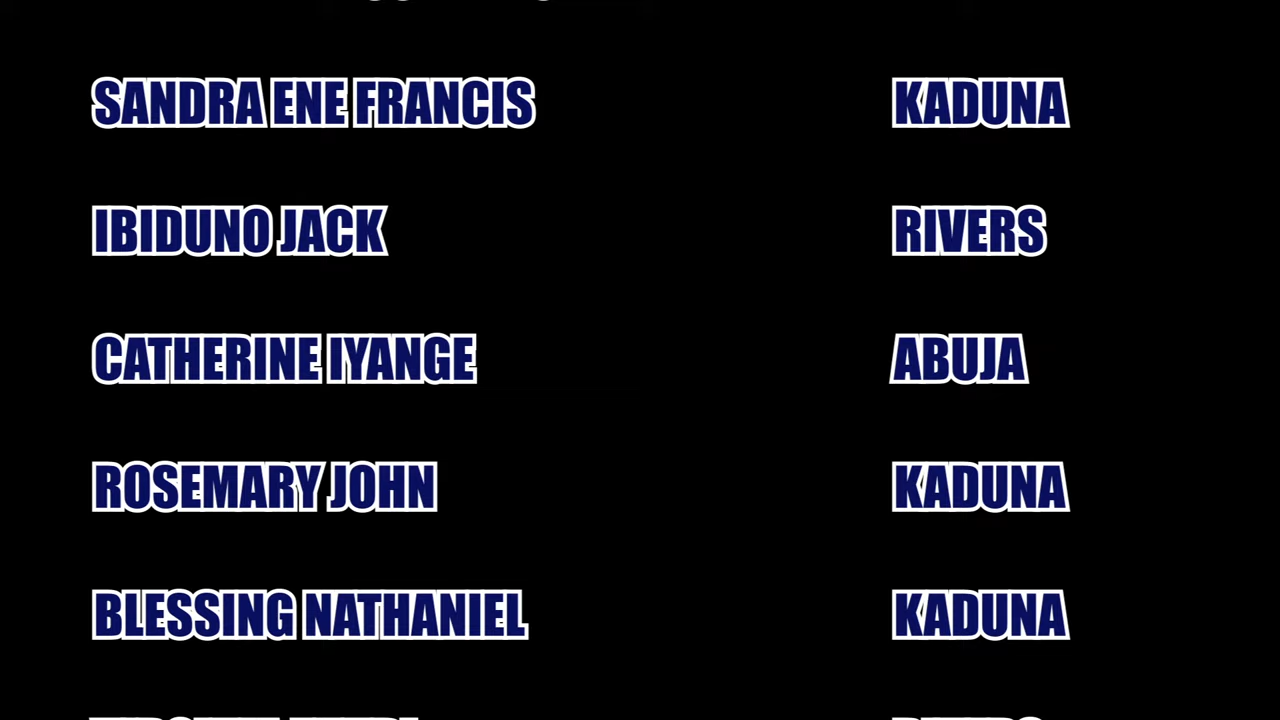 SANDRA ENE FRANCIS KADUNA
IBIDUNO JACK RIVERS
CATHERINE IYANGE ABUJA
ROSEMARY JOHN KADUNA
BLESSING NATHANIEL KADUNA